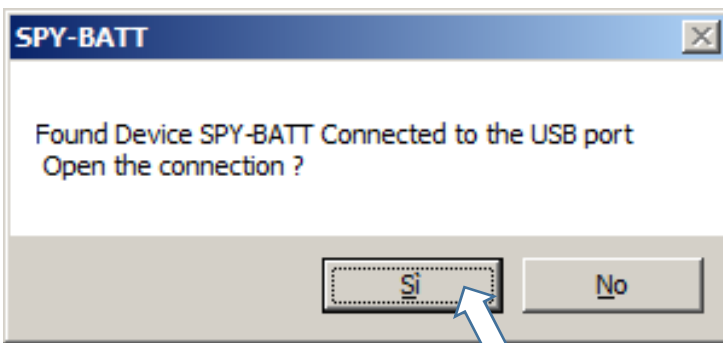 SPY-BATT
Found Device SPY-BATT Connected to the USB port
Open the connection ?
Sì
No